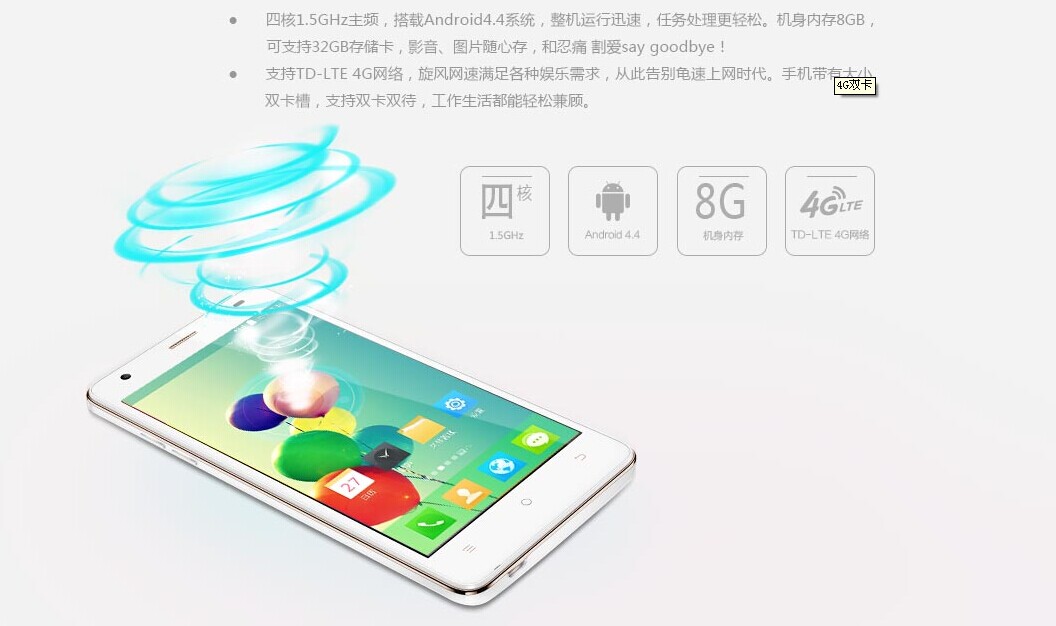 四核1.5GHz主频，搭载Android4.4系统，整机运行迅速，任务处理更轻松。机身内存8GB，
可支持32GB存储卡，影音、图片随心存，和忍痛 割爱say goodbye！
支持TD-LTE 4G网络，旋风网速满足各种娱乐需求，从此告别龟速上网时代。手机带有大小
4G双卡
双卡槽，支持双卡双待，工作生活都能轻松兼顾。
四核
1.5GHz
Android 4.4
8G
机身内存
4G LTE
TD-LTE 4G网络
27
日历